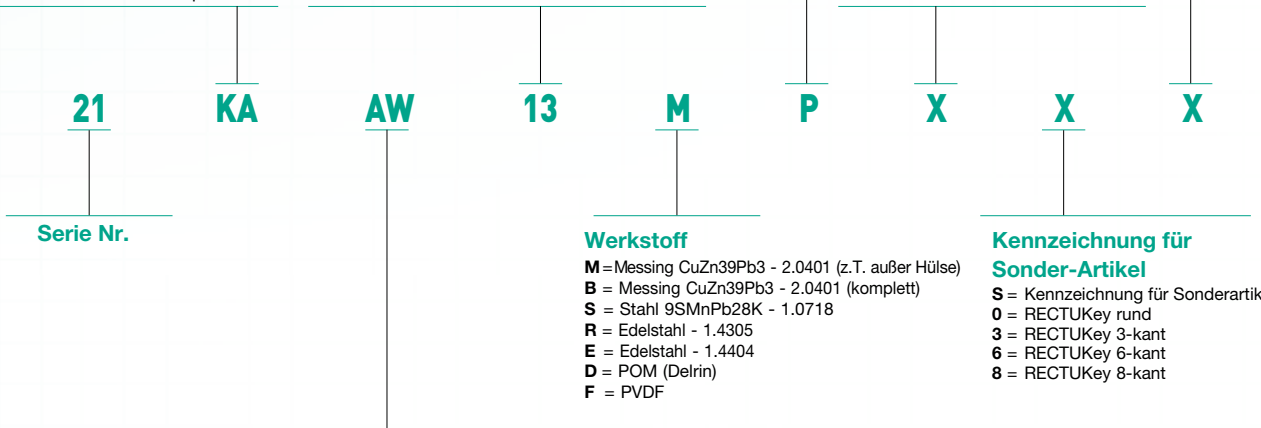 21 KA AW 13 M P X X X
Serie Nr.
Werkstoff
M =Messing CuZn39Pb3 - 2.0401 (z.T. außer Hülse)
B = Messing CuZn39Pb3 - 2.0401 (komplett)
S = Stahl 9SMnPb28K - 1.0718
R = Edelstahl - 1.4305
E = Edelstahl - 1.4404
D = POM (Delrin)
F = PVDF
Kennzeichnung für
Sonder-Artikel
S = Kennzeichnung für Sonderartik
0 = RECTUKey rund
3 = RECTUKey 3-kant
6 = RECTUKey 6-kant
8 = RECTUKey 8-kant